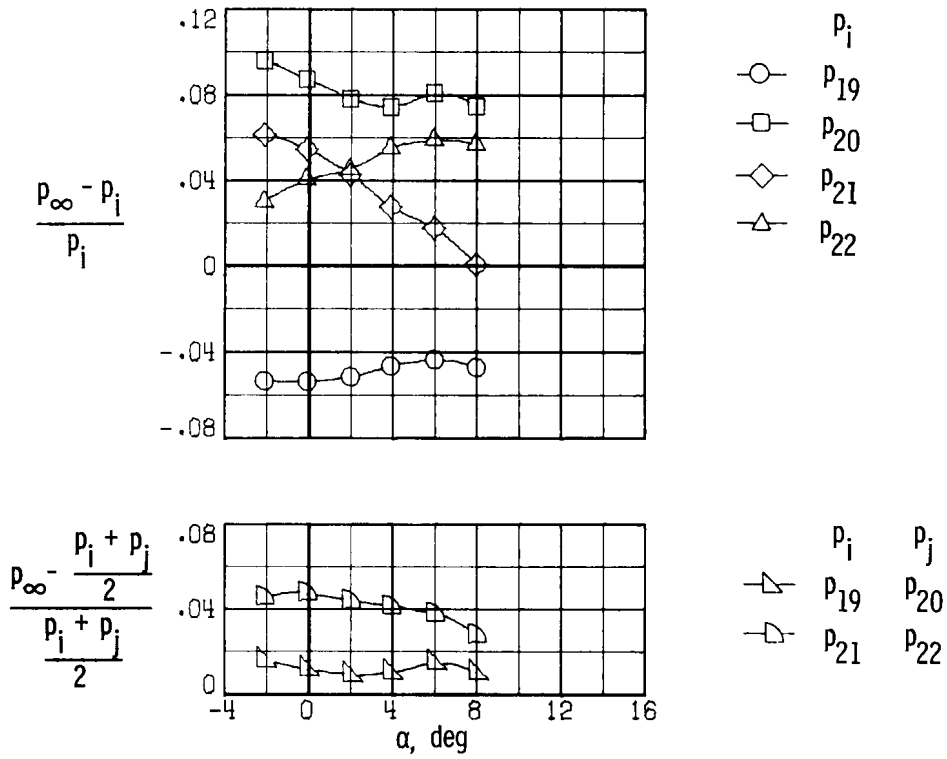 .12
.08
.04
0
-.04
-.08
p∞ - pi
pi
pi
p19
p20
p21
p22
.08
.04
0
-4 0 4 8 12 16
α, deg
p∞ - pi + pj
2
pi + pj
2
pi pj
p19 p20
p21 p22